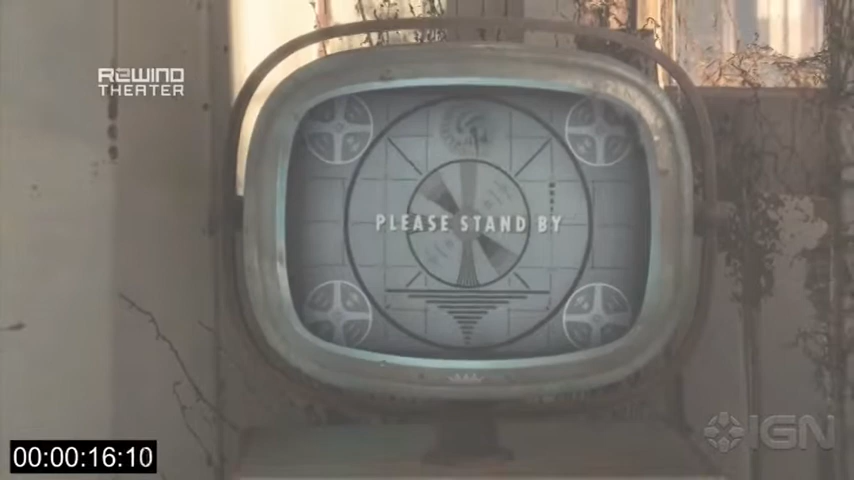 REWIND
THEATER
PLEASE STAND BY
IGN
00:00:16:10